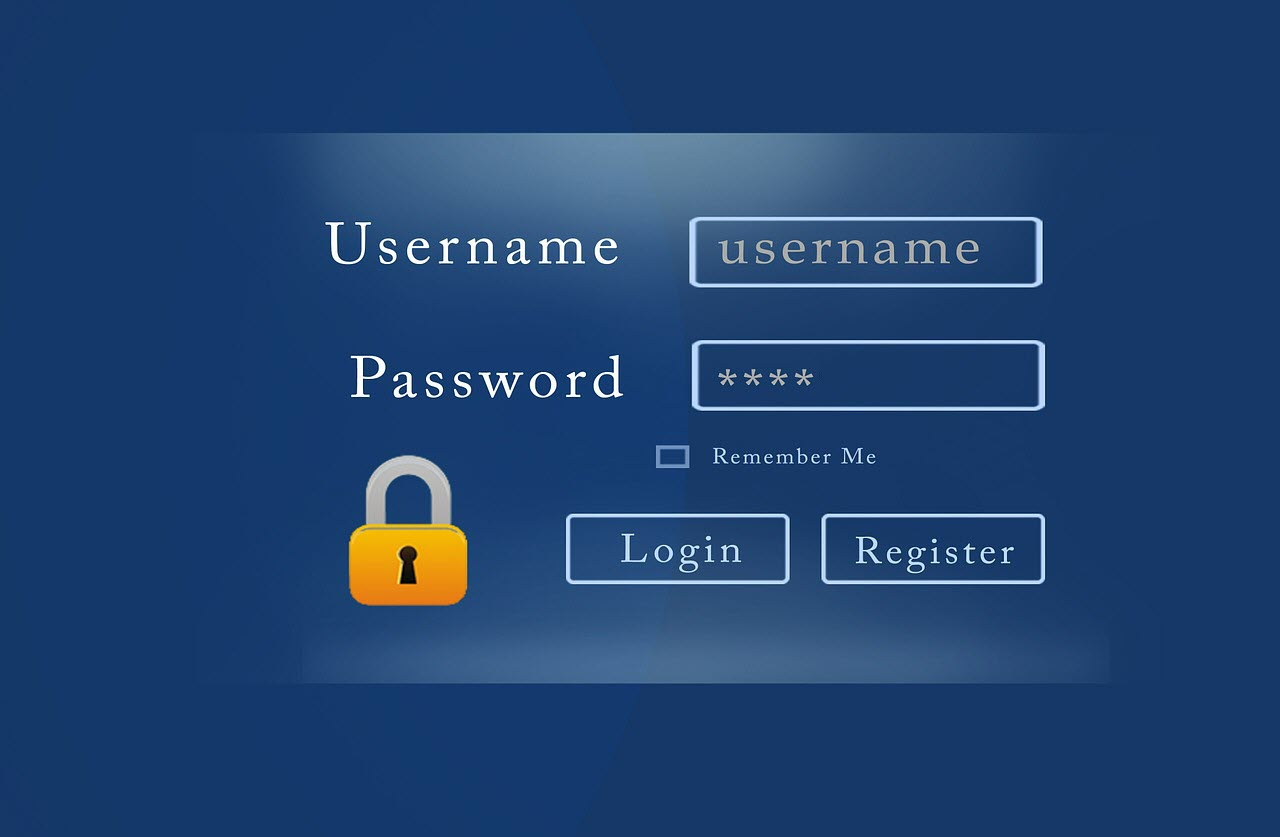 Username username
Password ****
Remember Me
Login Register